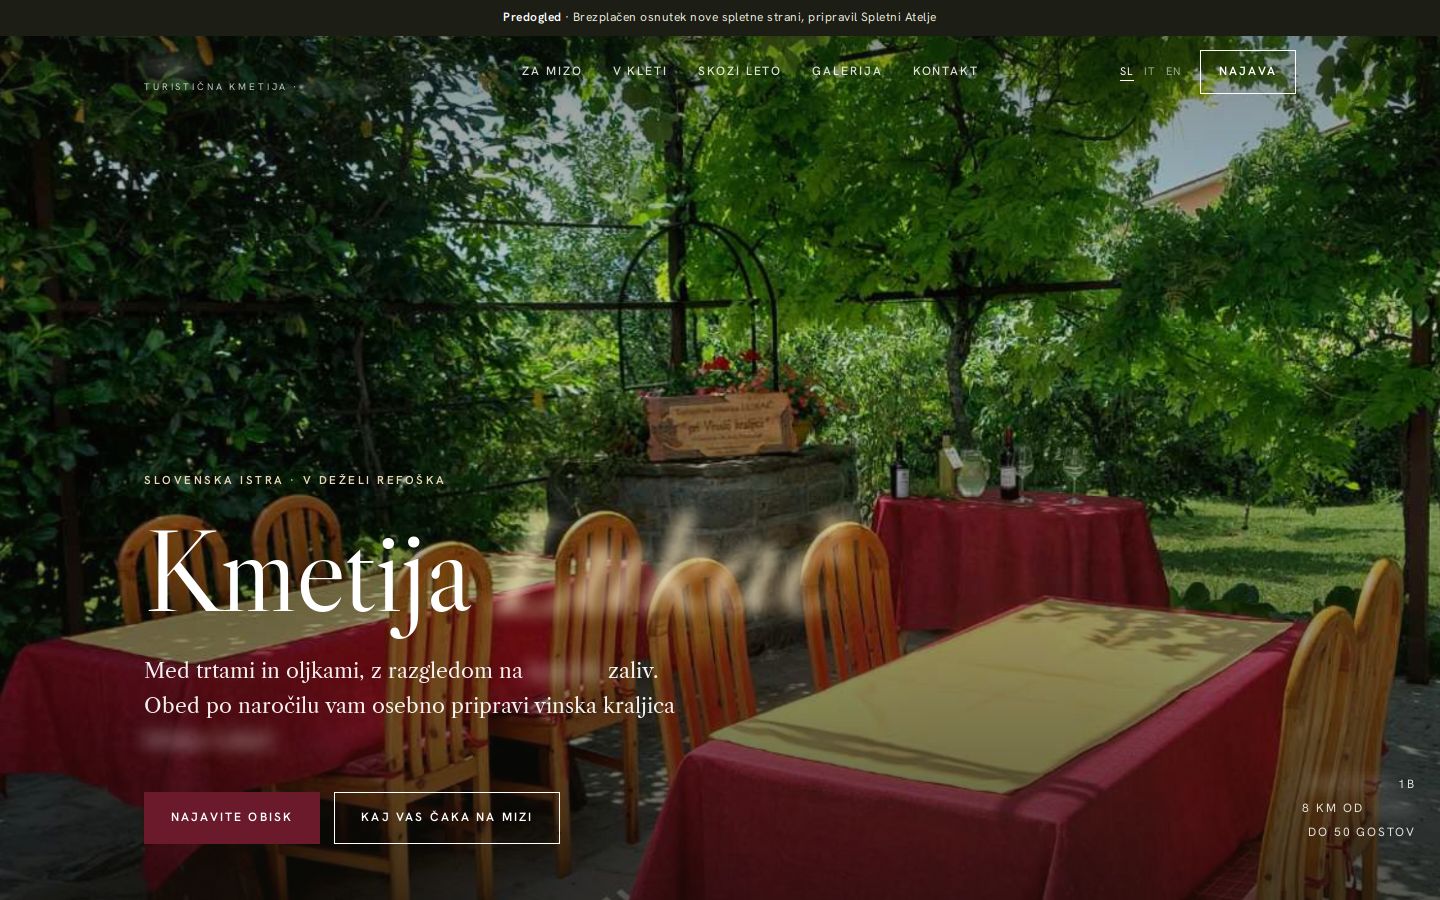 Predogled · Brezplačen osnutek nove spletne strani, pripravil Spletni Atelje
TURISTIČNA KMETIJA ·
ZA MIZO V KLETI SKOZI LETO GALERIJA KONTAKT
SL IT EN
NAJAVA
SLOVENSKA ISTRA · V DEŽELI REFOŠKA
Kmetija
Med trtami in oljkami, z razgledom na zaliv.
Obed po naročilu vam osebno pripravi vinska kraljica
NAJAVITE OBISK
KAJ VAS ČAKA NA MIZI
1B
8 KM OD
DO 50 GOSTOV